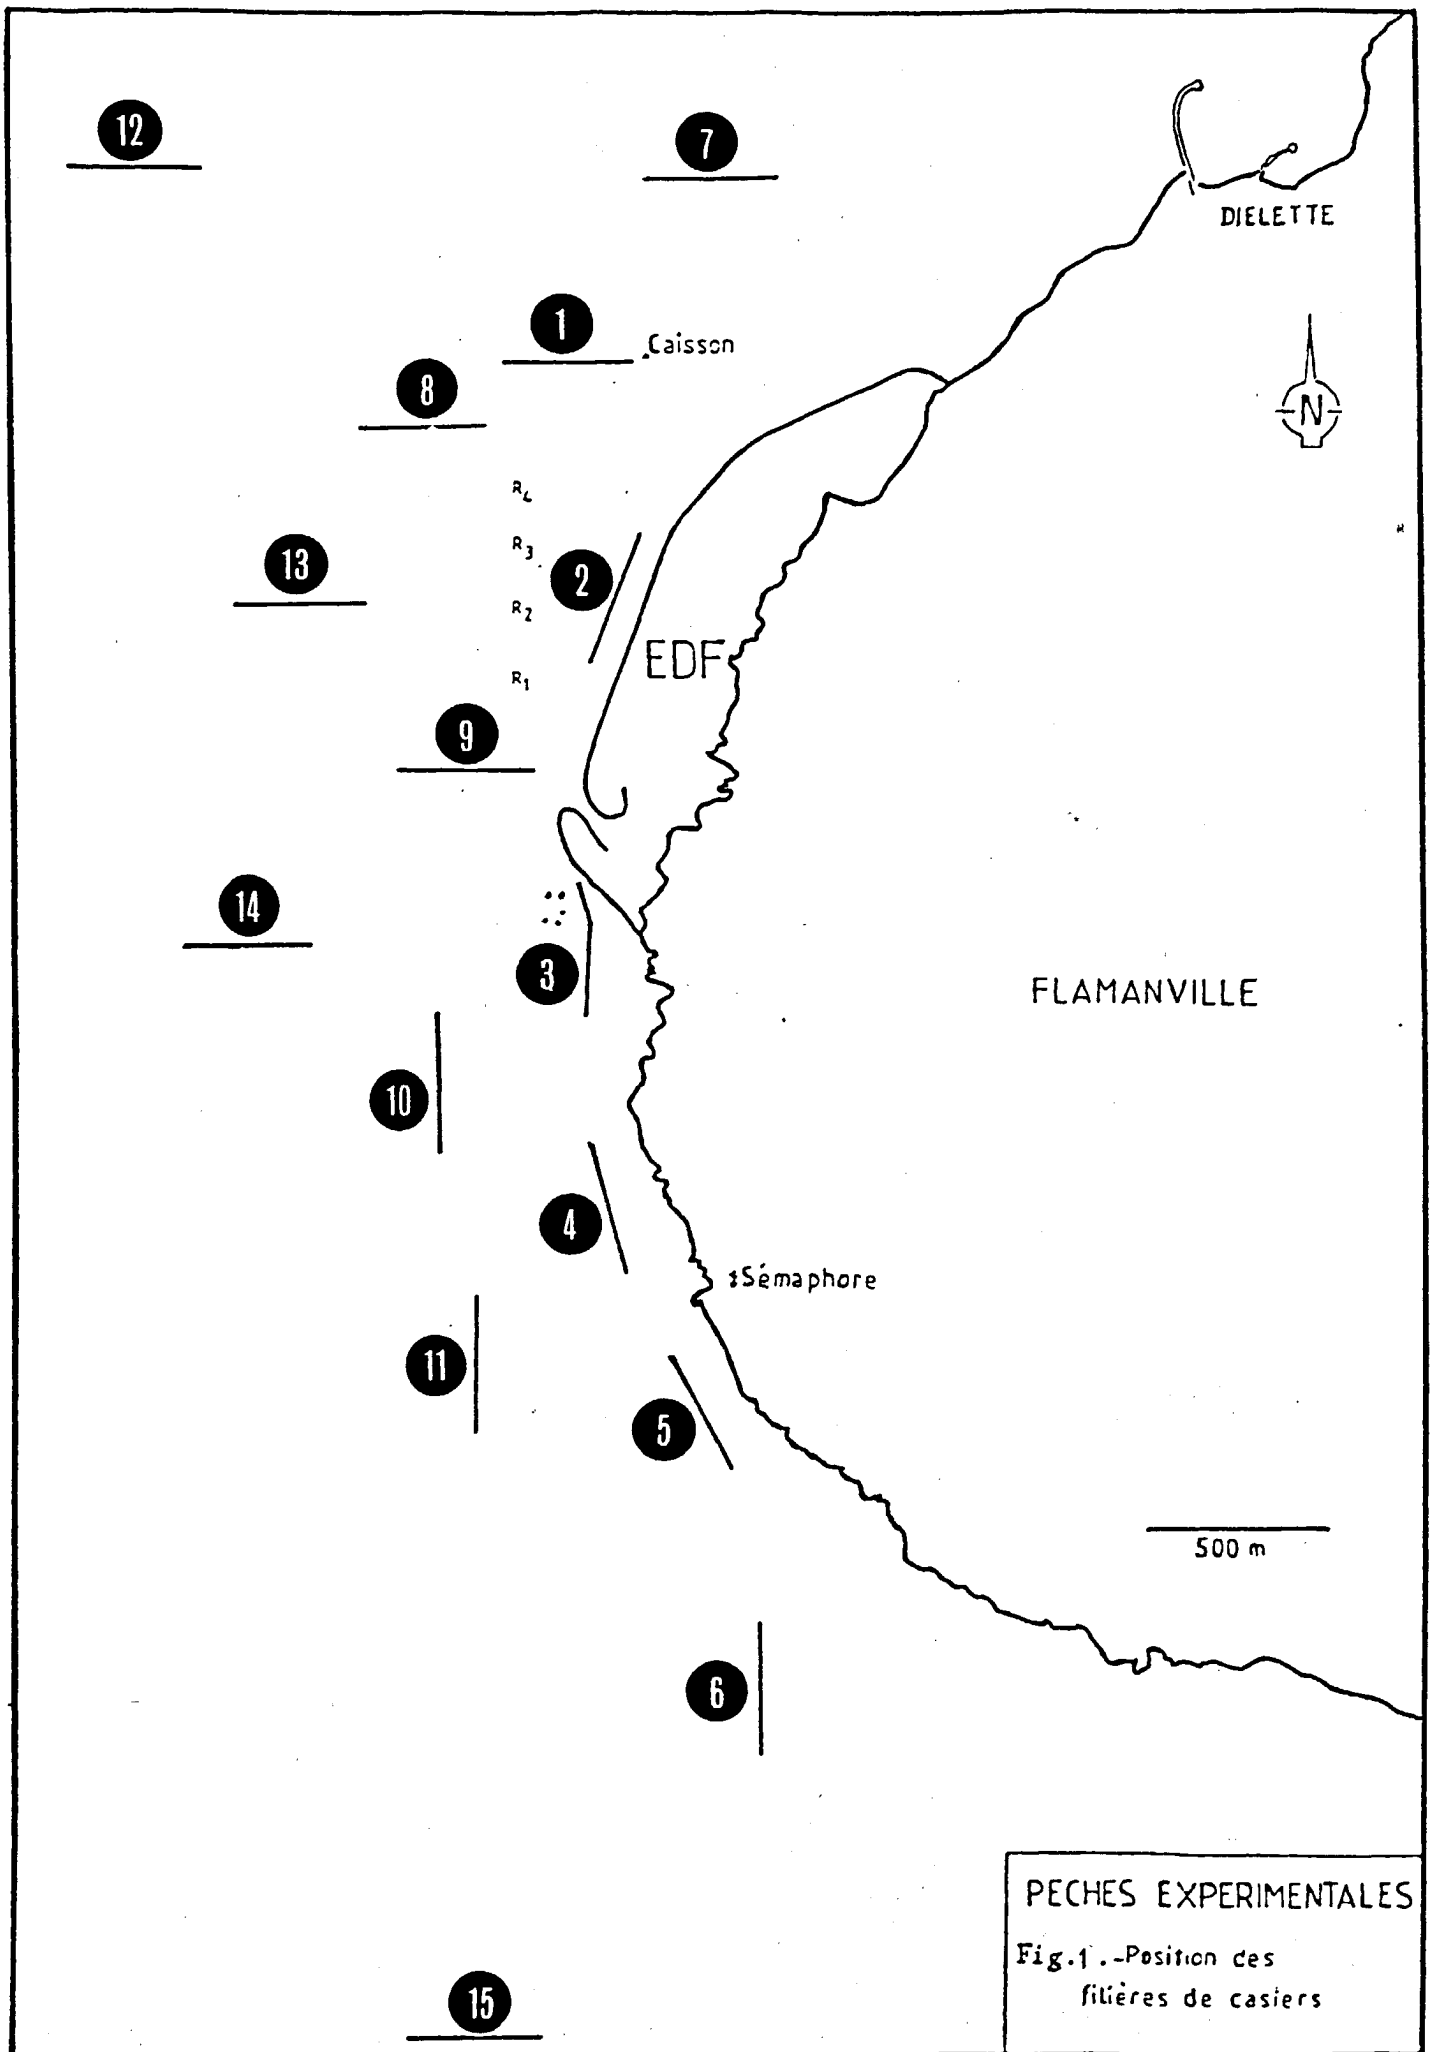 12
7
DIELETTE
1
Caisson
8
N
R4
R3
13
2
R2
EDF
R1
9
14
3
FLAMANVILLE
10
4
Sémaphore
11
5
500 m
6
PECHES EXPERIMENTALES
Fig.1.-Position des
filières de casiers
15